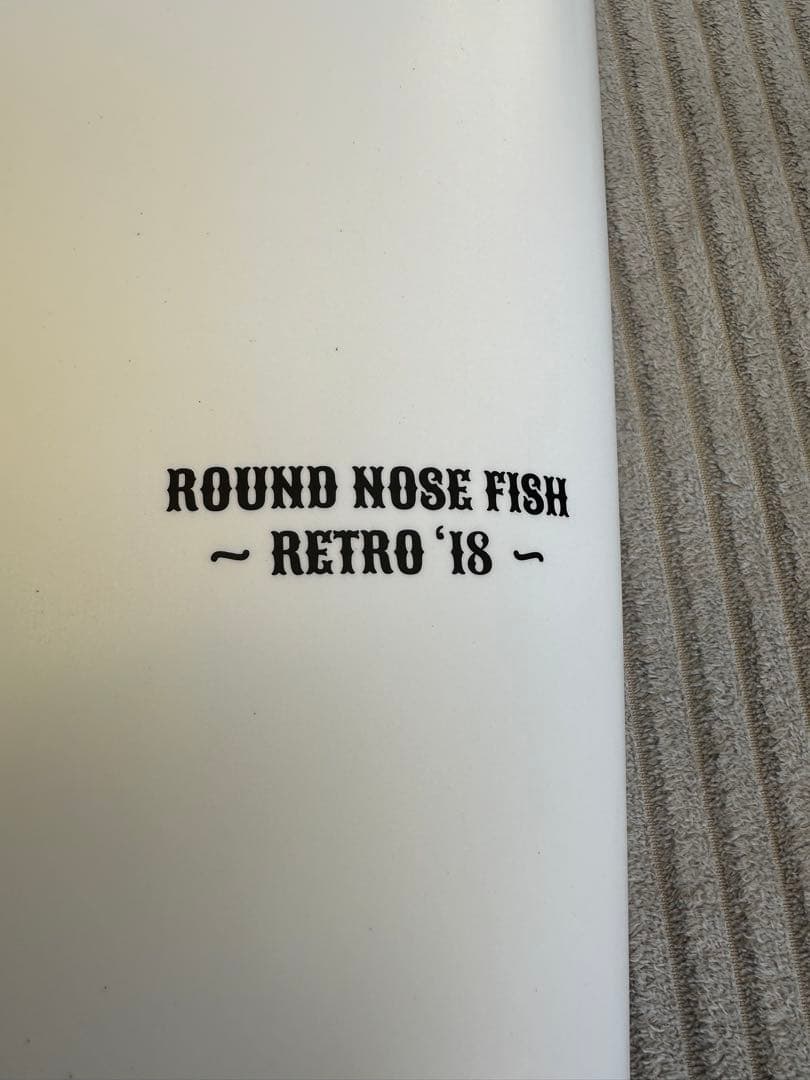 ROUND NOSE FISH
~ RETRO ‘18 ~